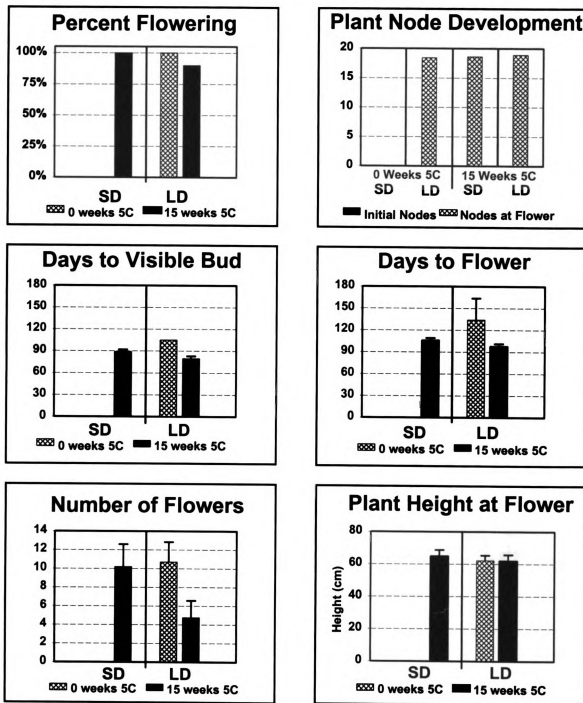 Percent Flowering
100%
75%
50%
25%
0%
SD LD
0 weeks 5C 15 weeks 5C
Plant Node Development
20
15
10
5
0
0 Weeks 5C 15 Weeks 5C
SD LD SD LD
Initial Nodes Nodes at Flower
Days to Visible Bud
180
150
120
90
60
30
0
SD LD
0 weeks 5C 15 weeks 5C
Days to Flower
180
150
120
90
60
30
0
SD LD
0 weeks 5C 15 weeks 5C
Number of Flowers
14
12
10
8
6
4
2
0
SD LD
0 weeks 5C 15 weeks 5C
Plant Height at Flower
Height (cm)
80
60
40
20
0
SD LD
0 weeks 5C 15 weeks 5C